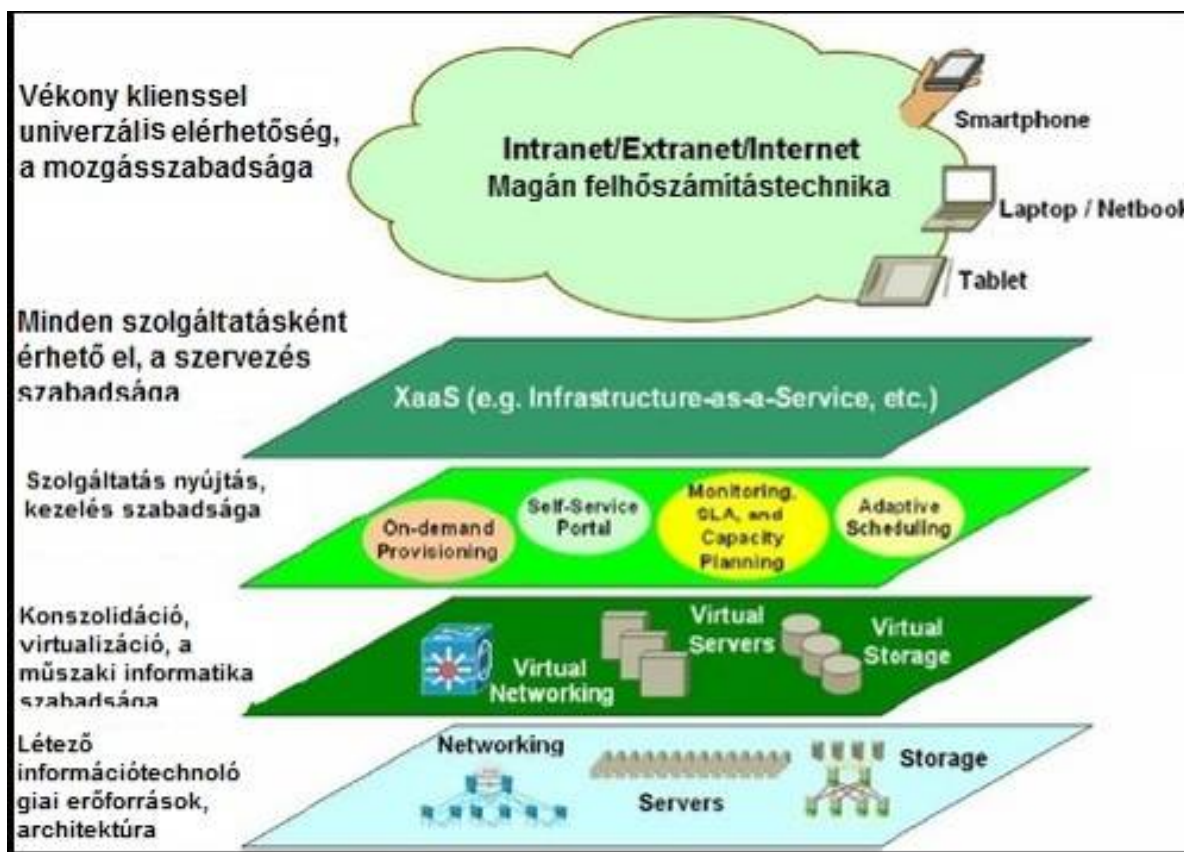 Vékony klienssel
univerzális elérhetőség,
a mozgásszabadsága
Intranet/Extranet/Internet
Magán felhőszámítástechnika
Smartphone
Laptop / Netbook
Tablet
Minden szolgáltatásként
érhető el, a szervezés
szabadsága
XaaS (e.g. Infrastructure-as-a-Service, etc.)
Szolgáltatás nyújtás,
kezelés szabadsága
On-demand
Provisioning
Self-Service
Portal
Monitoring,
SLA, and
Capacity
Planning
Adaptive
Scheduling
Konszolidáció,
virtualizáció, a
műszaki informatika
szabadsága
Virtual
Networking
Virtual
Servers
Virtual
Storage
Létező
információtechnoló
giai erőforrások,
architektúra
Networking
Servers
Storage